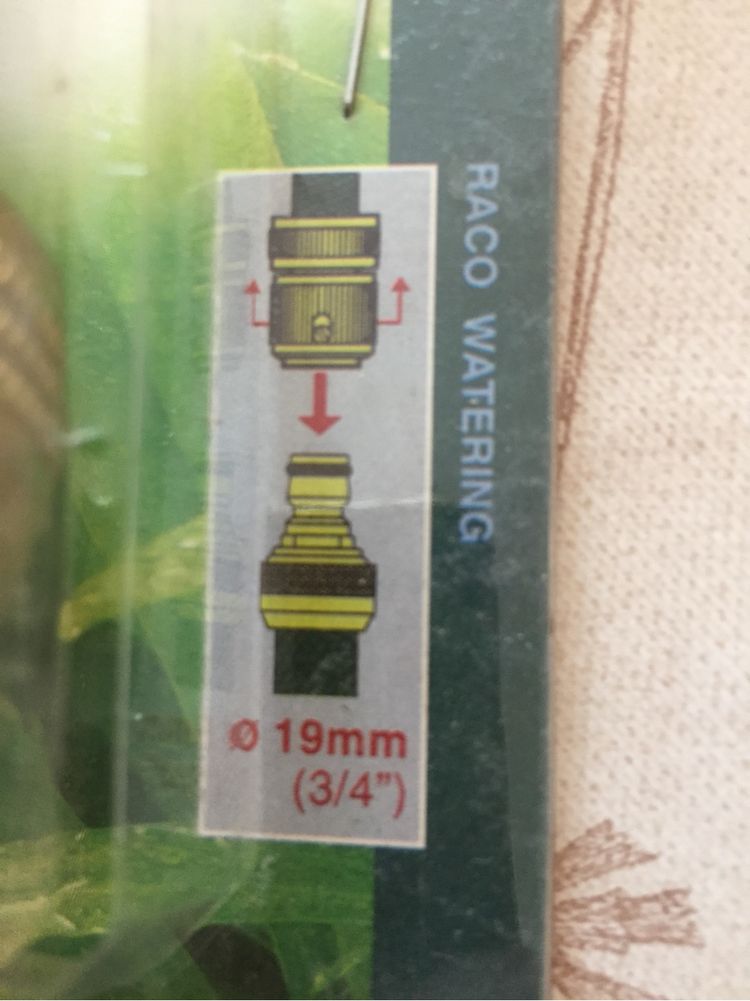 RACO WATERING
Ø 19mm
(3/4”)